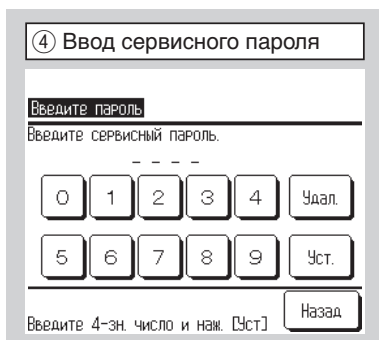 ④ Ввод сервисного пароля
Введите пароль
Введите сервисный пароль.
– – – –
0 1 2 3 4 Удал.
5 6 7 8 9 Уст.
Назад
Введите 4-зн. число и наж. [Уст]